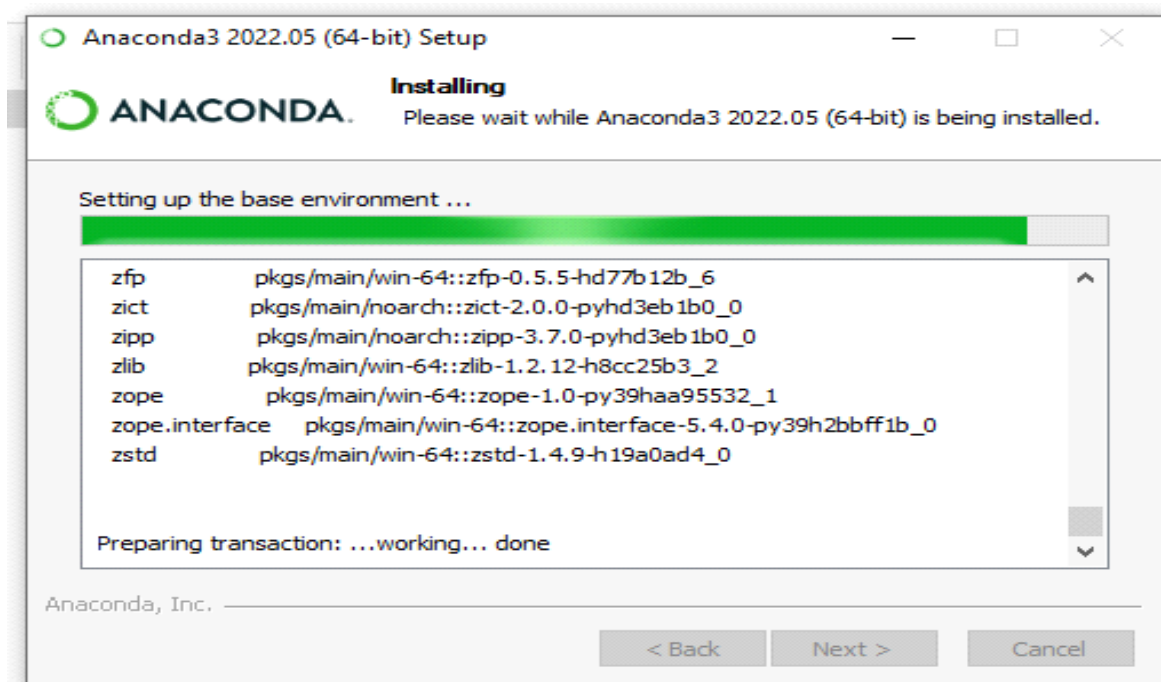 Anaconda3 2022.05 (64-bit) Setup
ANACONDA.
Installing
Please wait while Anaconda3 2022.05 (64-bit) is being installed.
Setting up the base environment ...
zfp pkgs/main/win-64::zfp-0.5.5-hd77b12b_6
zict pkgs/main/noarch::zict-2.0.0-pyhd3eb1b0_0
zipp pkgs/main/noarch::zipp-3.7.0-pyhd3eb1b0_0
zlib pkgs/main/win-64::zlib-1.2.12-h8cc25b3_2
zope pkgs/main/win-64::zope-1.0-py39haa95532_1
zope.interface pkgs/main/win-64::zope.interface-5.4.0-py39h2bbff1b_0
zstd pkgs/main/win-64::zstd-1.4.9-h19a0ad4_0
Preparing transaction: ...working... done
Anaconda, Inc.
< Back Next > Cancel